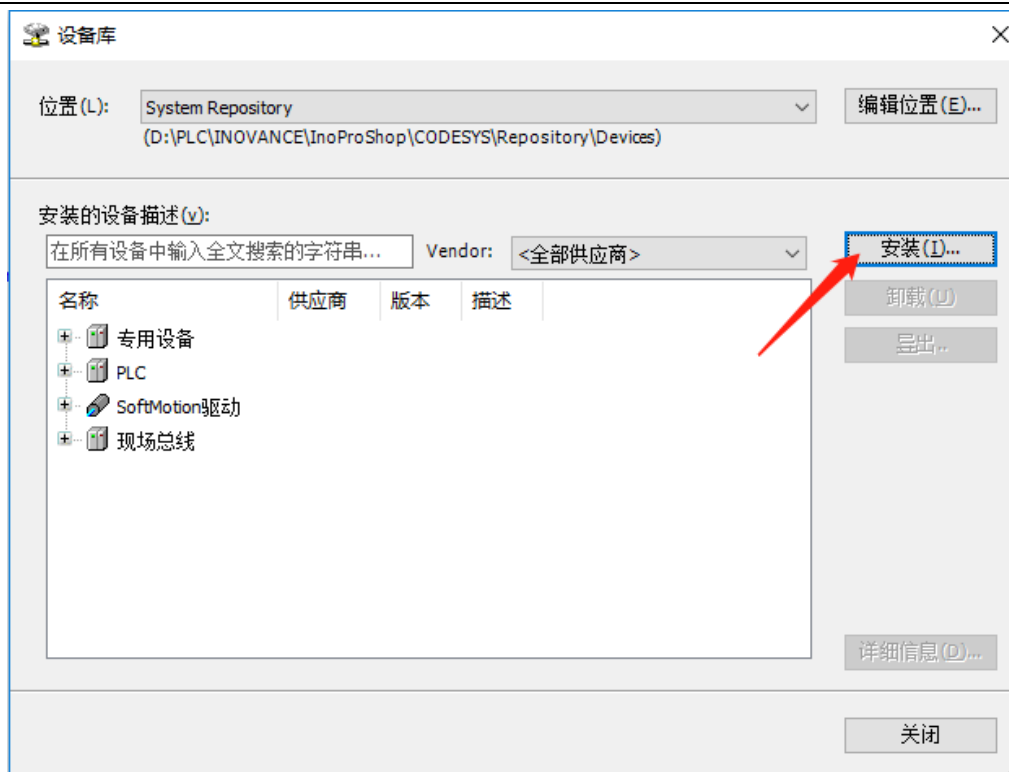 设备库
位置(L): System Repository 编辑位置(E)...
(D:\PLC\INOVANCE\InoProShop\CODESYS\Repository\Devices)
安装的设备描述(v):
在所有设备中输入全文搜索的字符串... Vendor: <全部供应商> 安装(I)...
名称 供应商 版本 描述 卸载(U)
专用设备 导出..
PLC
SoftMotion驱动
现场总线
详细信息(D)...
关闭